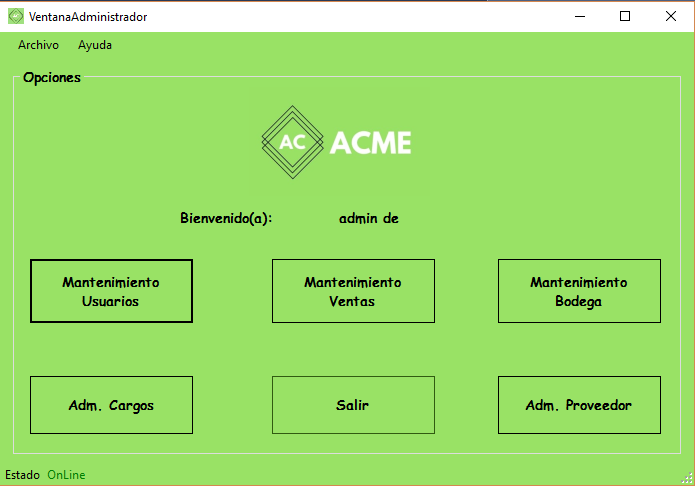 VentanaAdministrador
Archivo Ayuda
Opciones
AC ACME
Bienvenido(a): admin de
Mantenimiento
Usuarios
Mantenimiento
Ventas
Mantenimiento
Bodega
Adm. Cargos
Salir
Adm. Proveedor
Estado OnLine